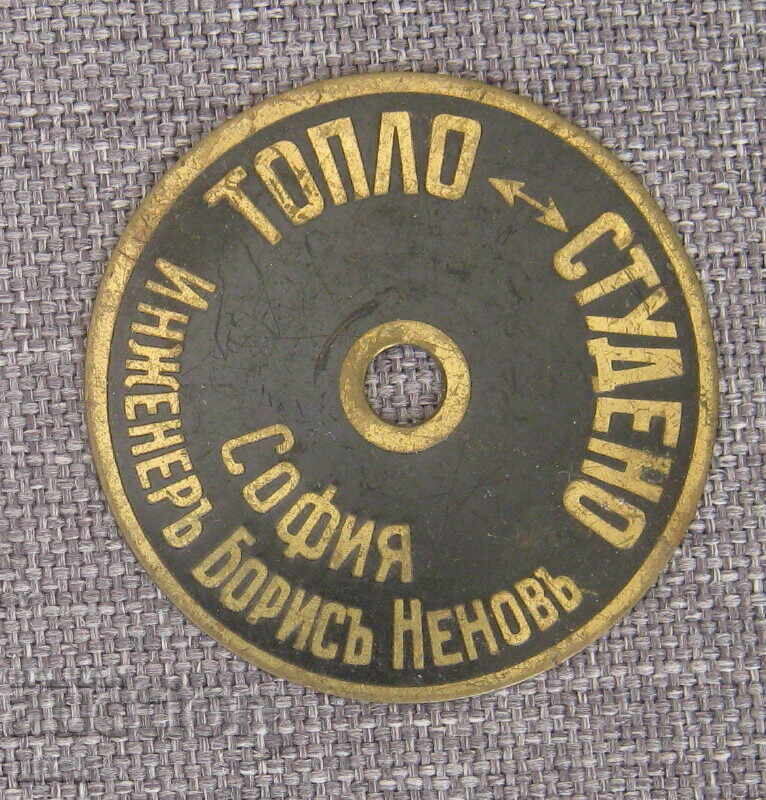 ТОПЛО ↔ СТУДЕНО
СОФИЯ
ИНЖЕНЕРЪ БОРИСЪ НЕНОВЪ